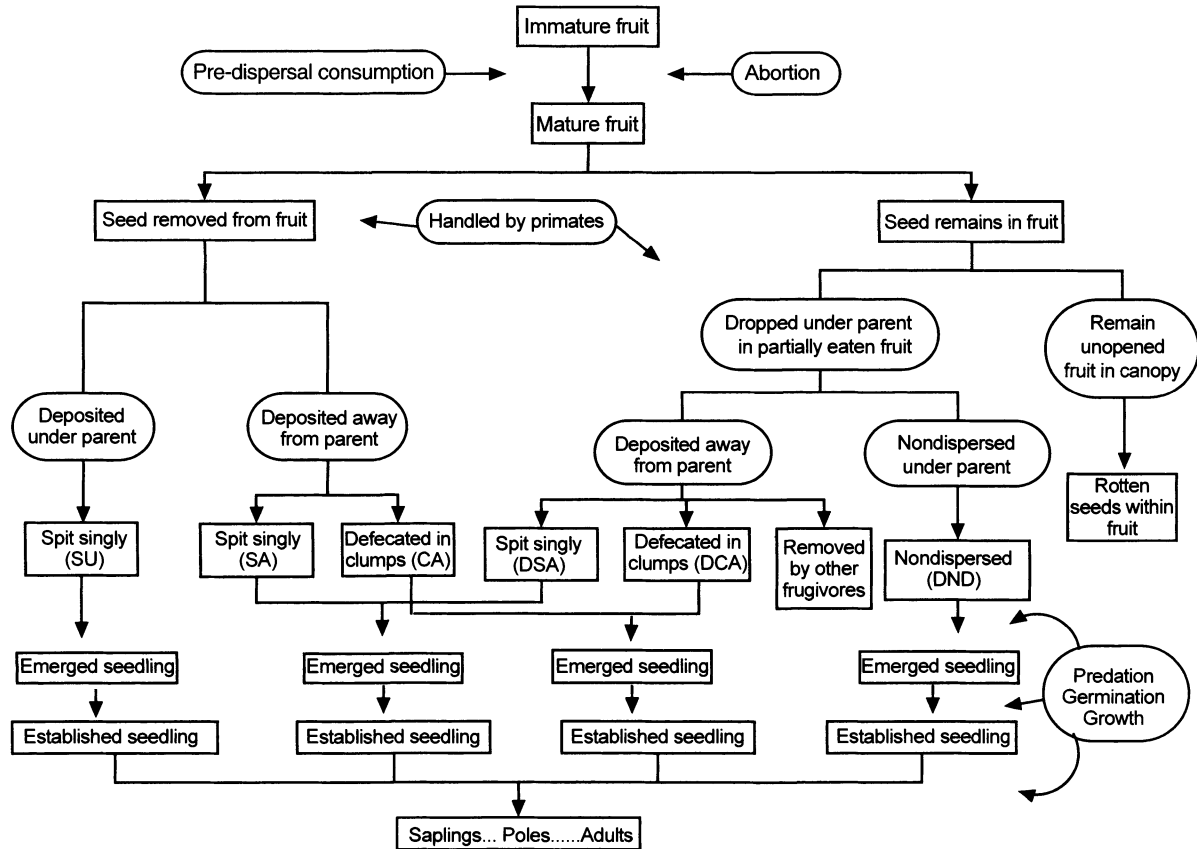 Immature fruit
Pre-dispersal consumption
Abortion
Mature fruit
Seed removed from fruit
Handled by primates
Seed remains in fruit
Dropped under parent
in partially eaten fruit
Remain
unopened
fruit in canopy
Deposited
under parent
Deposited away
from parent
Deposited away
from parent
Nondispersed
under parent
Rotten
seeds within
fruit
Spit singly
(SU)
Spit singly
(SA)
Defecated in
clumps (CA)
Spit singly
(DSA)
Defecated in
clumps (DCA)
Removed
by other
frugivores
Nondispersed
(DND)
Emerged seedling
Emerged seedling
Emerged seedling
Emerged seedling
Predation
Germination
Growth
Established seedling
Established seedling
Established seedling
Established seedling
Saplings... Poles......Adults